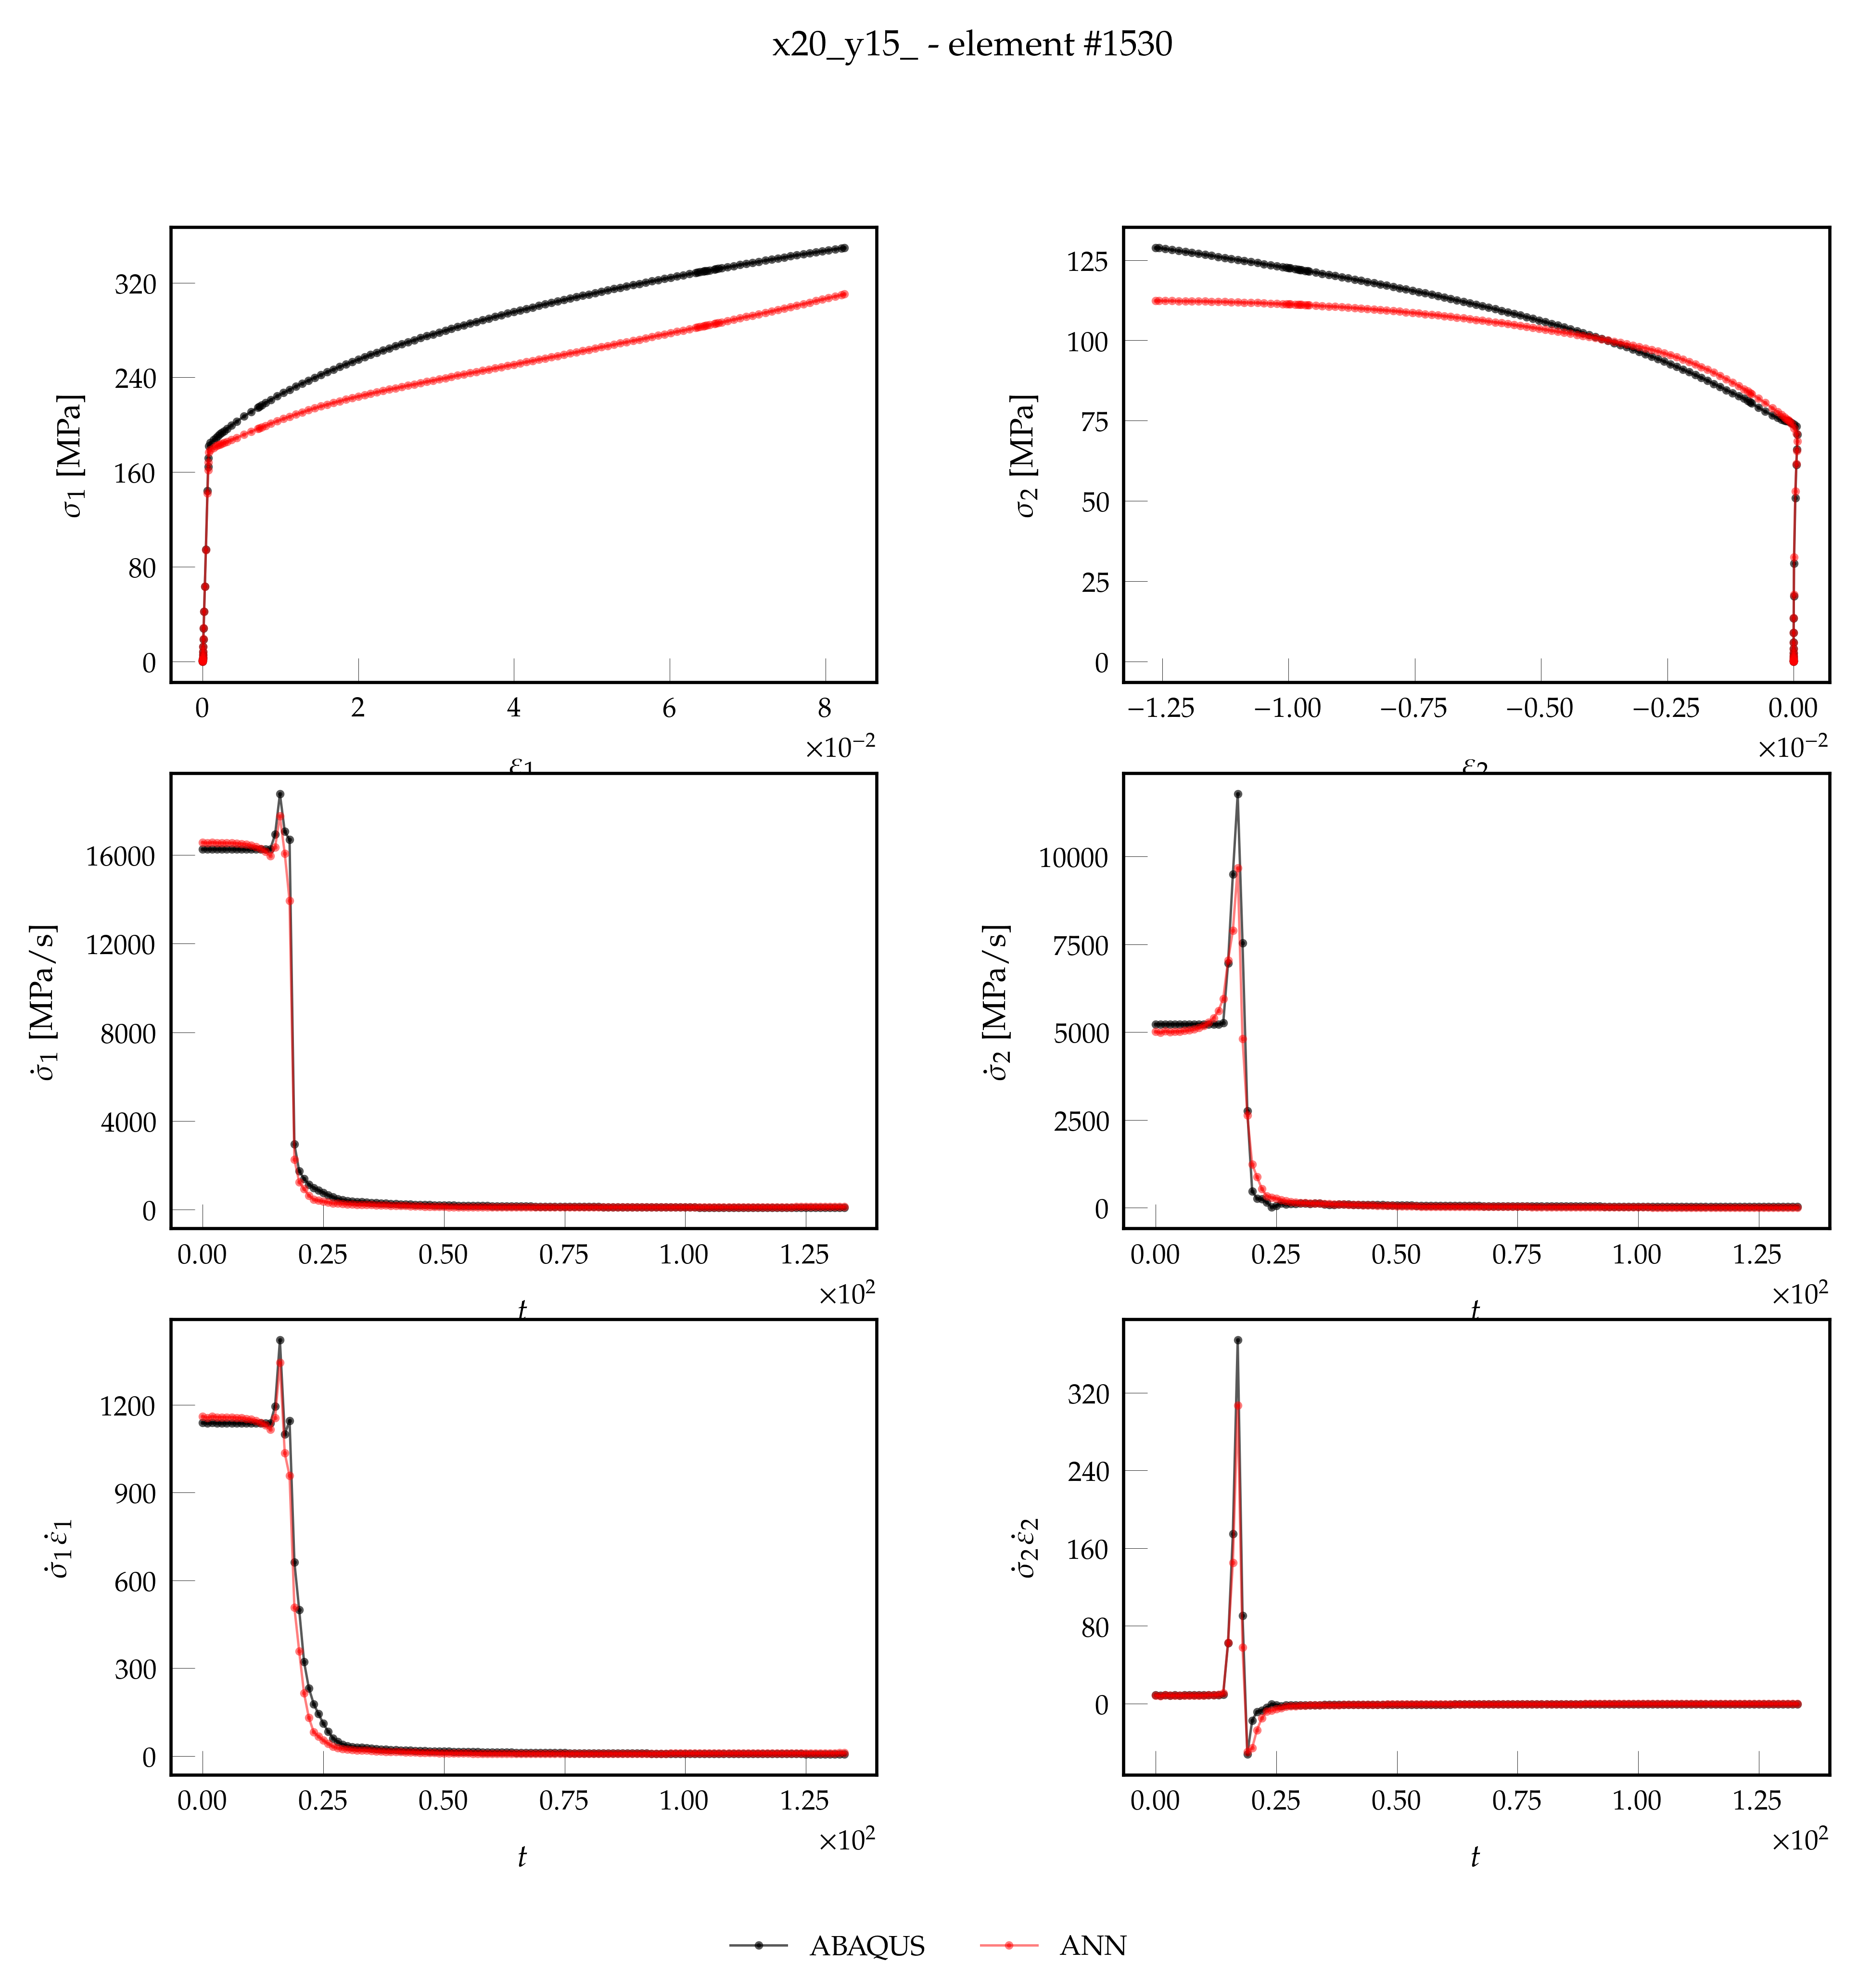 x20_y15_ - element #1530
σ1 [MPa]
320
240
160
80
0
0 2 4 6 8
×10−2
ε1
σ2 [MPa]
125
100
75
50
25
0
−1.25 −1.00 −0.75 −0.50 −0.25 0.00
×10−2
ε2
σ̇1 [MPa/s]
16000
12000
8000
4000
0
0.00 0.25 0.50 0.75 1.00 1.25
×102
t
σ̇2 [MPa/s]
10000
7500
5000
2500
0
0.00 0.25 0.50 0.75 1.00 1.25
×102
t
σ̇1ε̇1
1200
900
600
300
0
0.00 0.25 0.50 0.75 1.00 1.25
×102
t
σ̇2ε̇2
320
240
160
80
0
0.00 0.25 0.50 0.75 1.00 1.25
×102
t
ABAQUS ANN